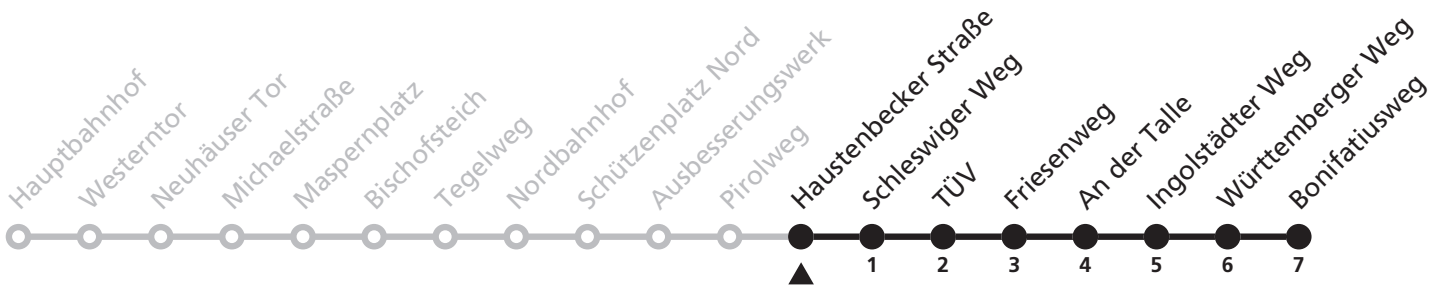 Hauptbahnhof
Westerntor
Neuhäuser Tor
Michaelstraße
Maspernplatz
Bischofsteich
Tegelweg
Nordbahnhof
Schützenplatz Nord
Ausbesserungswerk
Pirolweg
Haustenbecker Straße
Schleswiger Weg
TÜV
Friesenweg
An der Talle
Ingolstädter Weg
Württemberger Weg
Bonifatiusweg
1 2 3 4 5 6 7